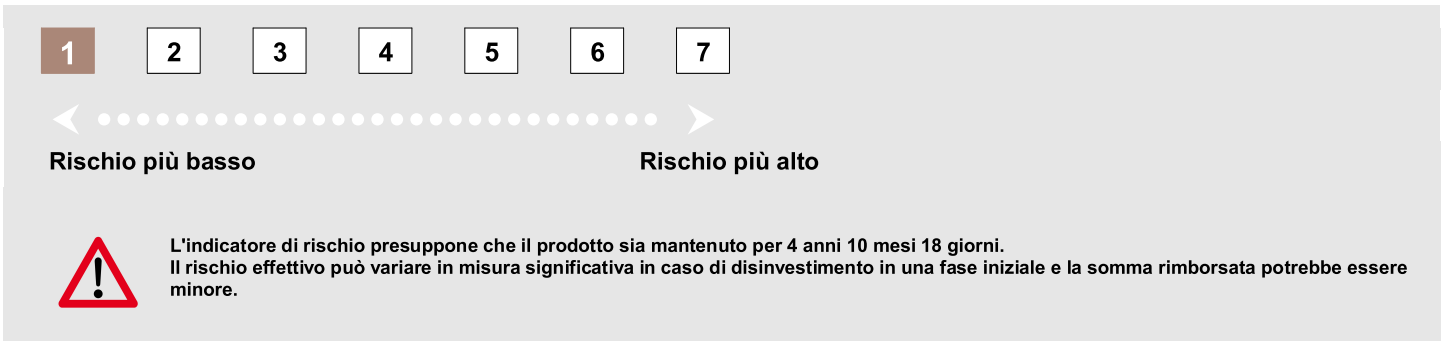 1 2 3 4 5 6 7
Rischio più basso Rischio più alto
L'indicatore di rischio presuppone che il prodotto sia mantenuto per 4 anni 10 mesi 18 giorni.
Il rischio effettivo può variare in misura significativa in caso di disinvestimento in una fase iniziale e la somma rimborsata potrebbe essere
minore.